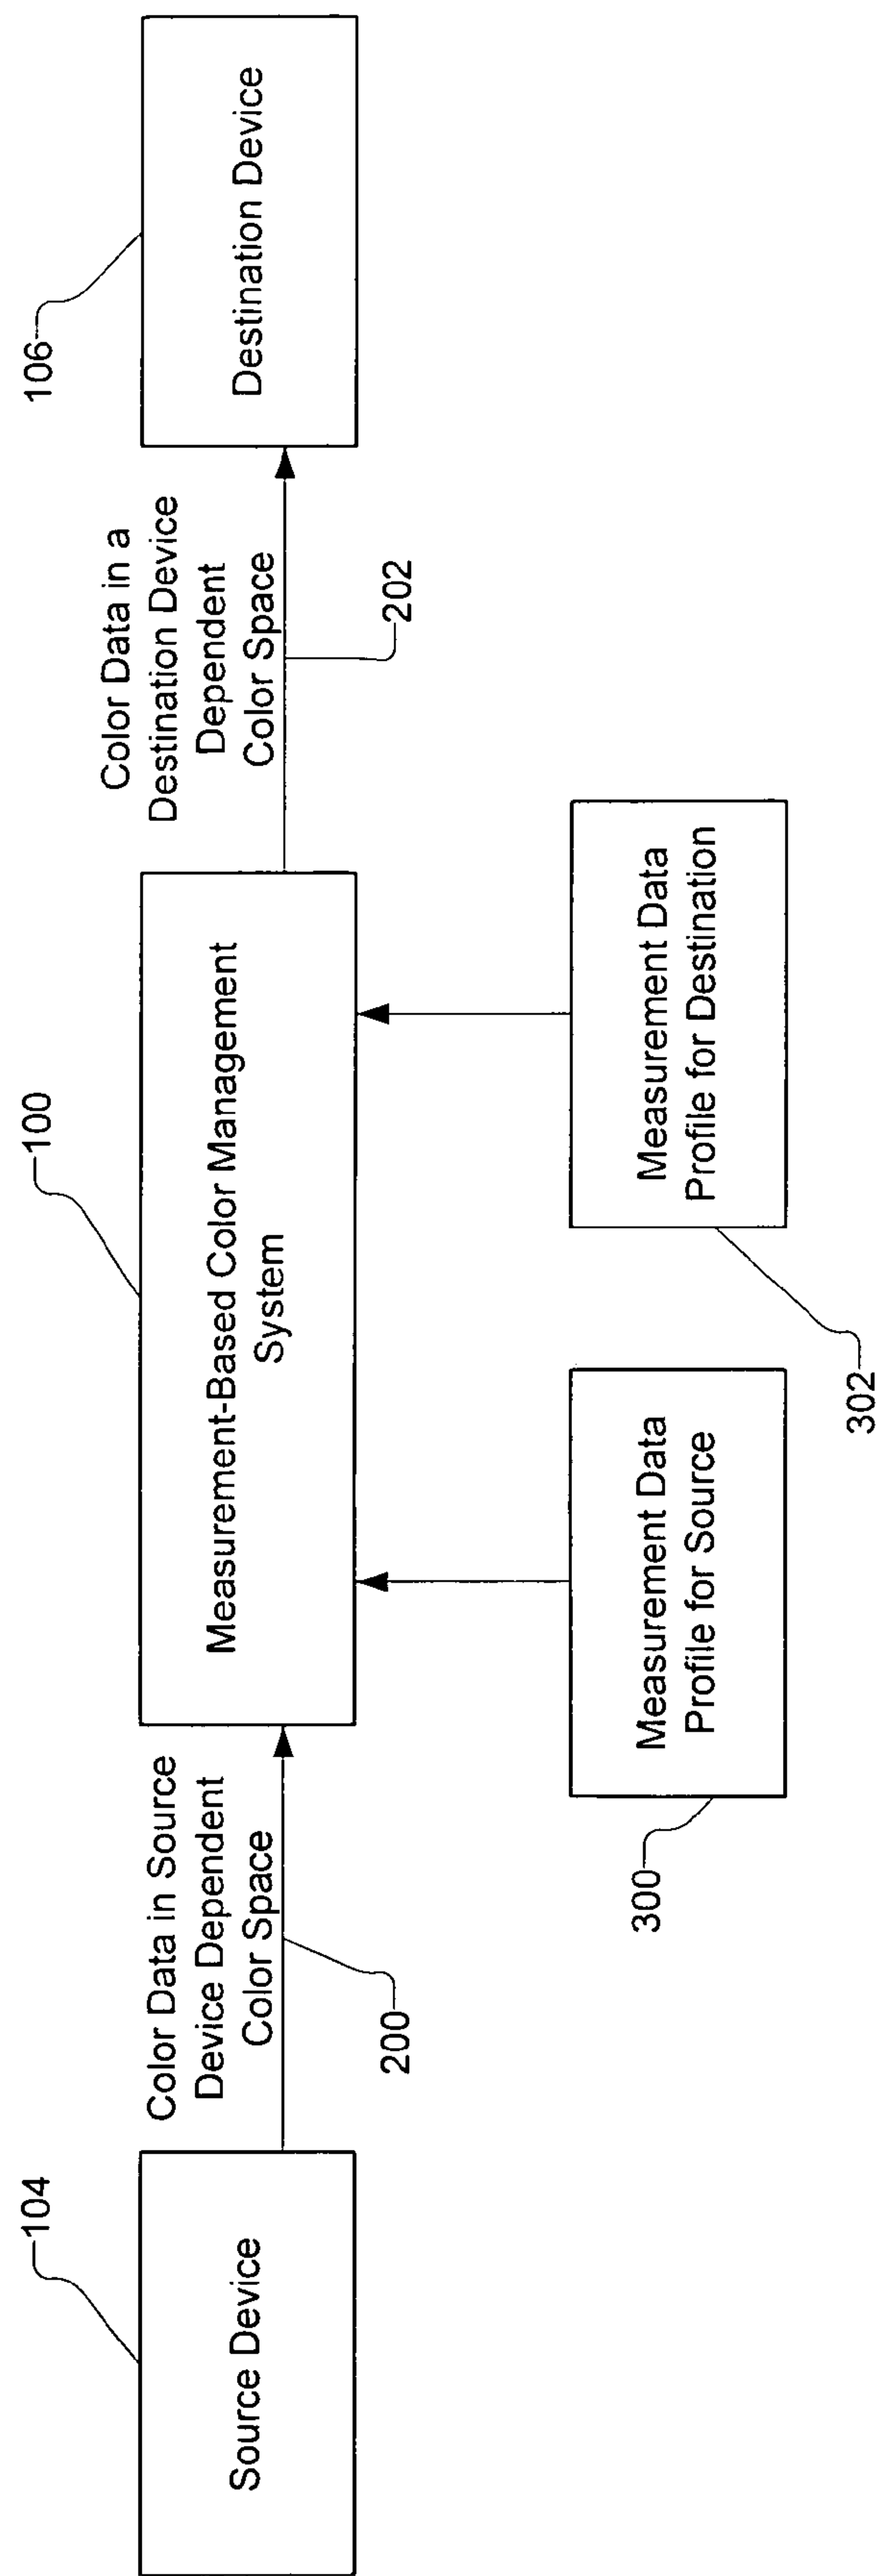 104
Source Device
Color Data in Source
Device Dependent
Color Space
200
100
Measurement-Based Color Management
System
Color Data in a
Destination Device
Dependent
Color Space
202
106
Destination Device
Measurement Data
Profile for Source
300
Measurement Data
Profile for Destination
302